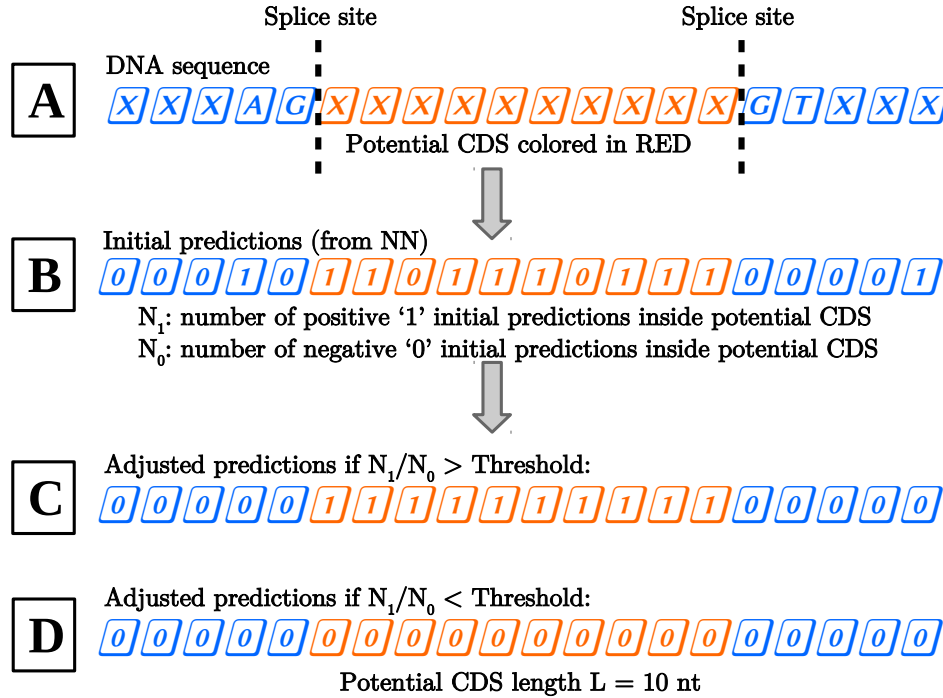 Splice site Splice site
DNA sequence
A
X X X A G X X X X X X X X X X G T X X X
Potential CDS colored in RED
Initial predictions (from NN)
B
0 0 0 1 0 1 1 0 1 1 1 0 1 1 1 0 0 0 0 1
N₁: number of positive ‘1’ initial predictions inside potential CDS
N₀: number of negative ‘0’ initial predictions inside potential CDS
Adjusted predictions if N₁/N₀ > Threshold:
C
0 0 0 0 0 1 1 1 1 1 1 1 1 1 1 0 0 0 0 0
Adjusted predictions if N₁/N₀ < Threshold:
D
0 0 0 0 0 0 0 0 0 0 0 0 0 0 0 0 0 0 0 0
Potential CDS length L = 10 nt